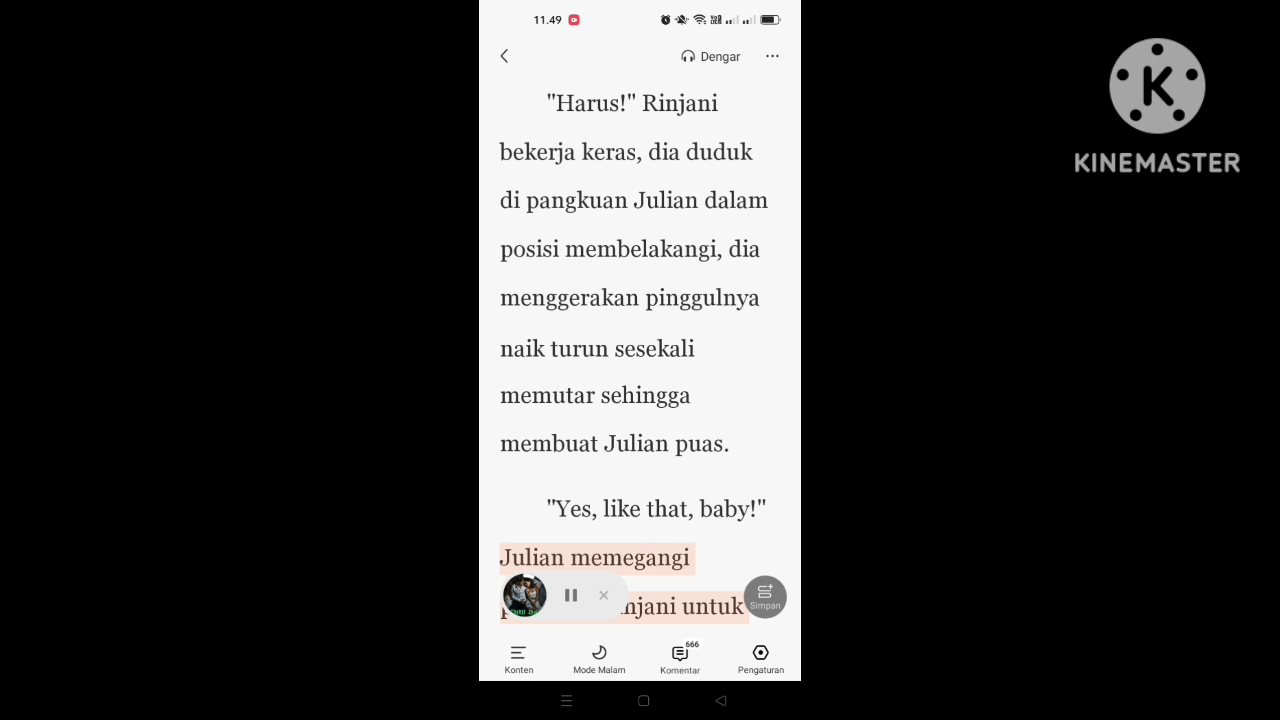 11.49
Dengar
"Harus!" Rinjani
bekerja keras, dia duduk
di pangkuan Julian dalam
posisi membelakangi, dia
menggerakan pinggulnya
naik turun sesekali
memutar sehingga
membuat Julian puas.
"Yes, like that, baby!"
Julian memegangi
untuk
Simpan
Konten
Mode Malam
666
Komentar
Pengaturan
K
KINEMASTER